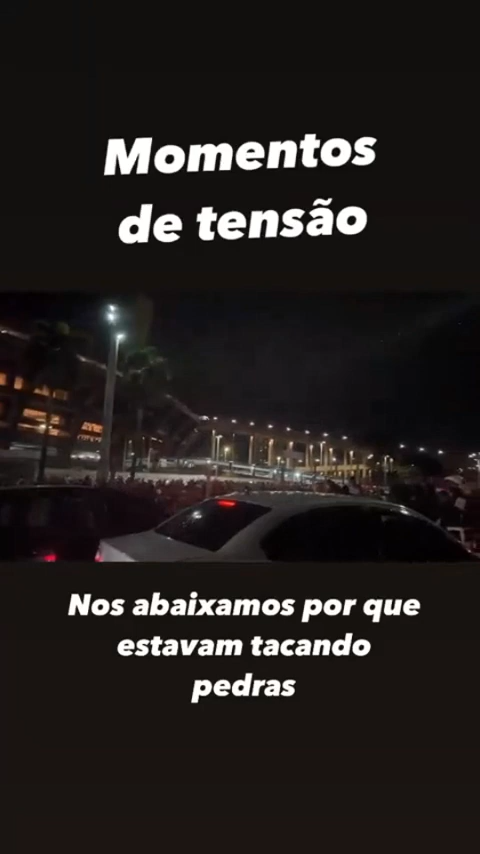 Momentos
de tensão
Nos abaixamos por que
estavam tacando
pedras